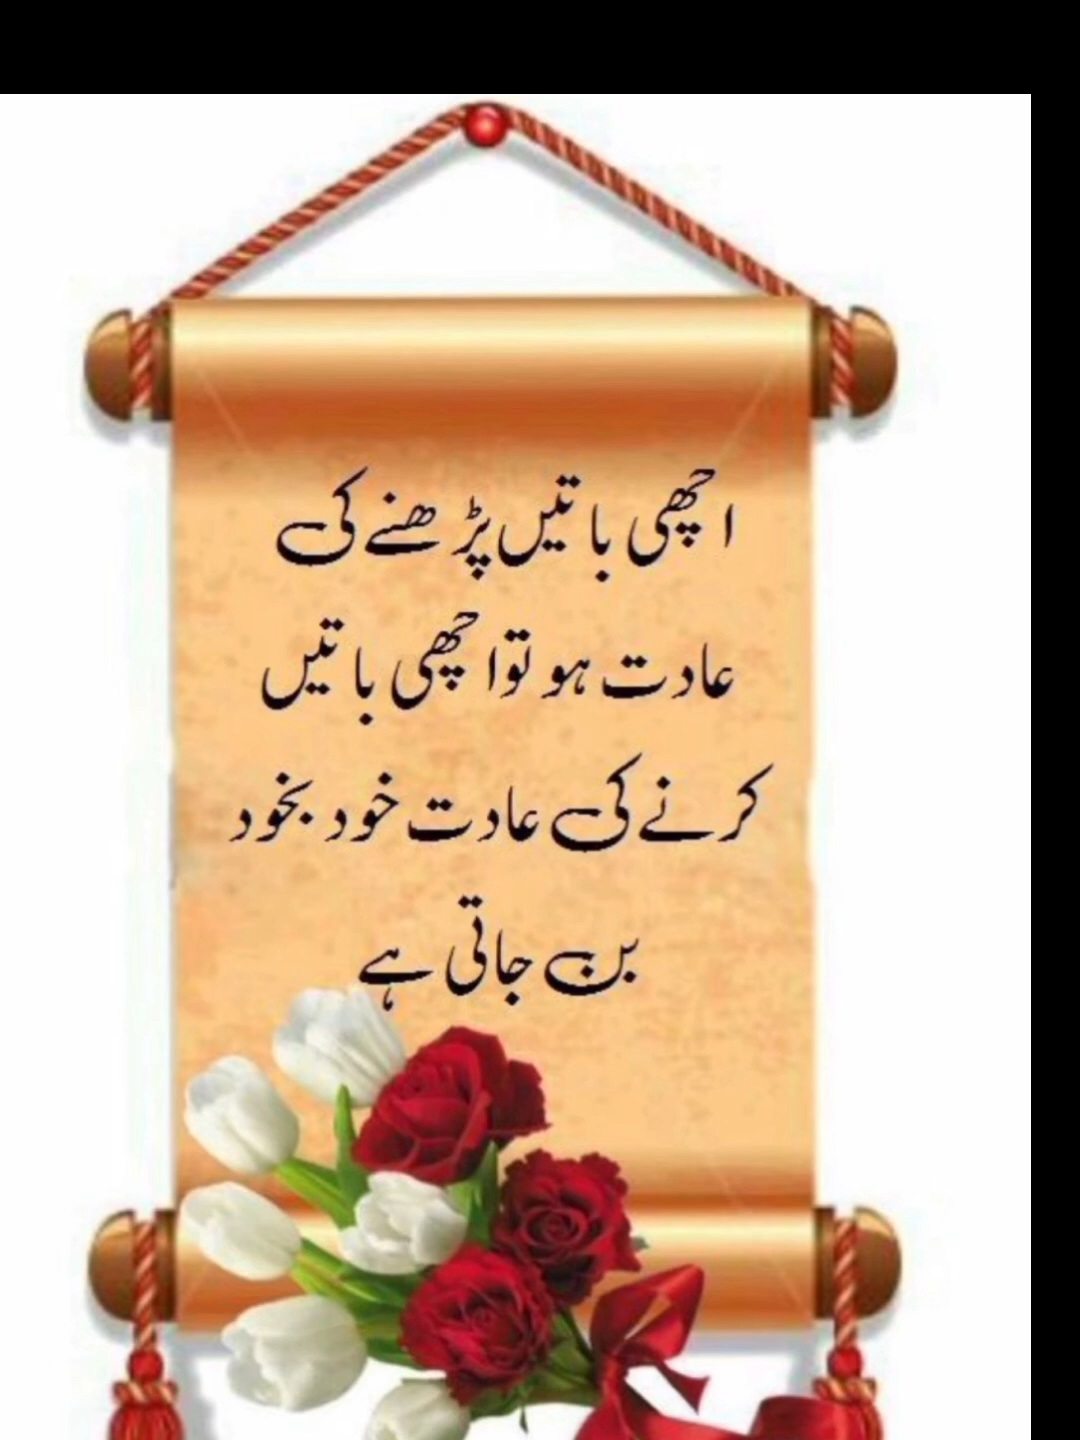 اچھی باتیں پڑھنے کی
عادت ہو تو اچھی باتیں
کرنے کی عادت خود بخود
بن جاتی ہے